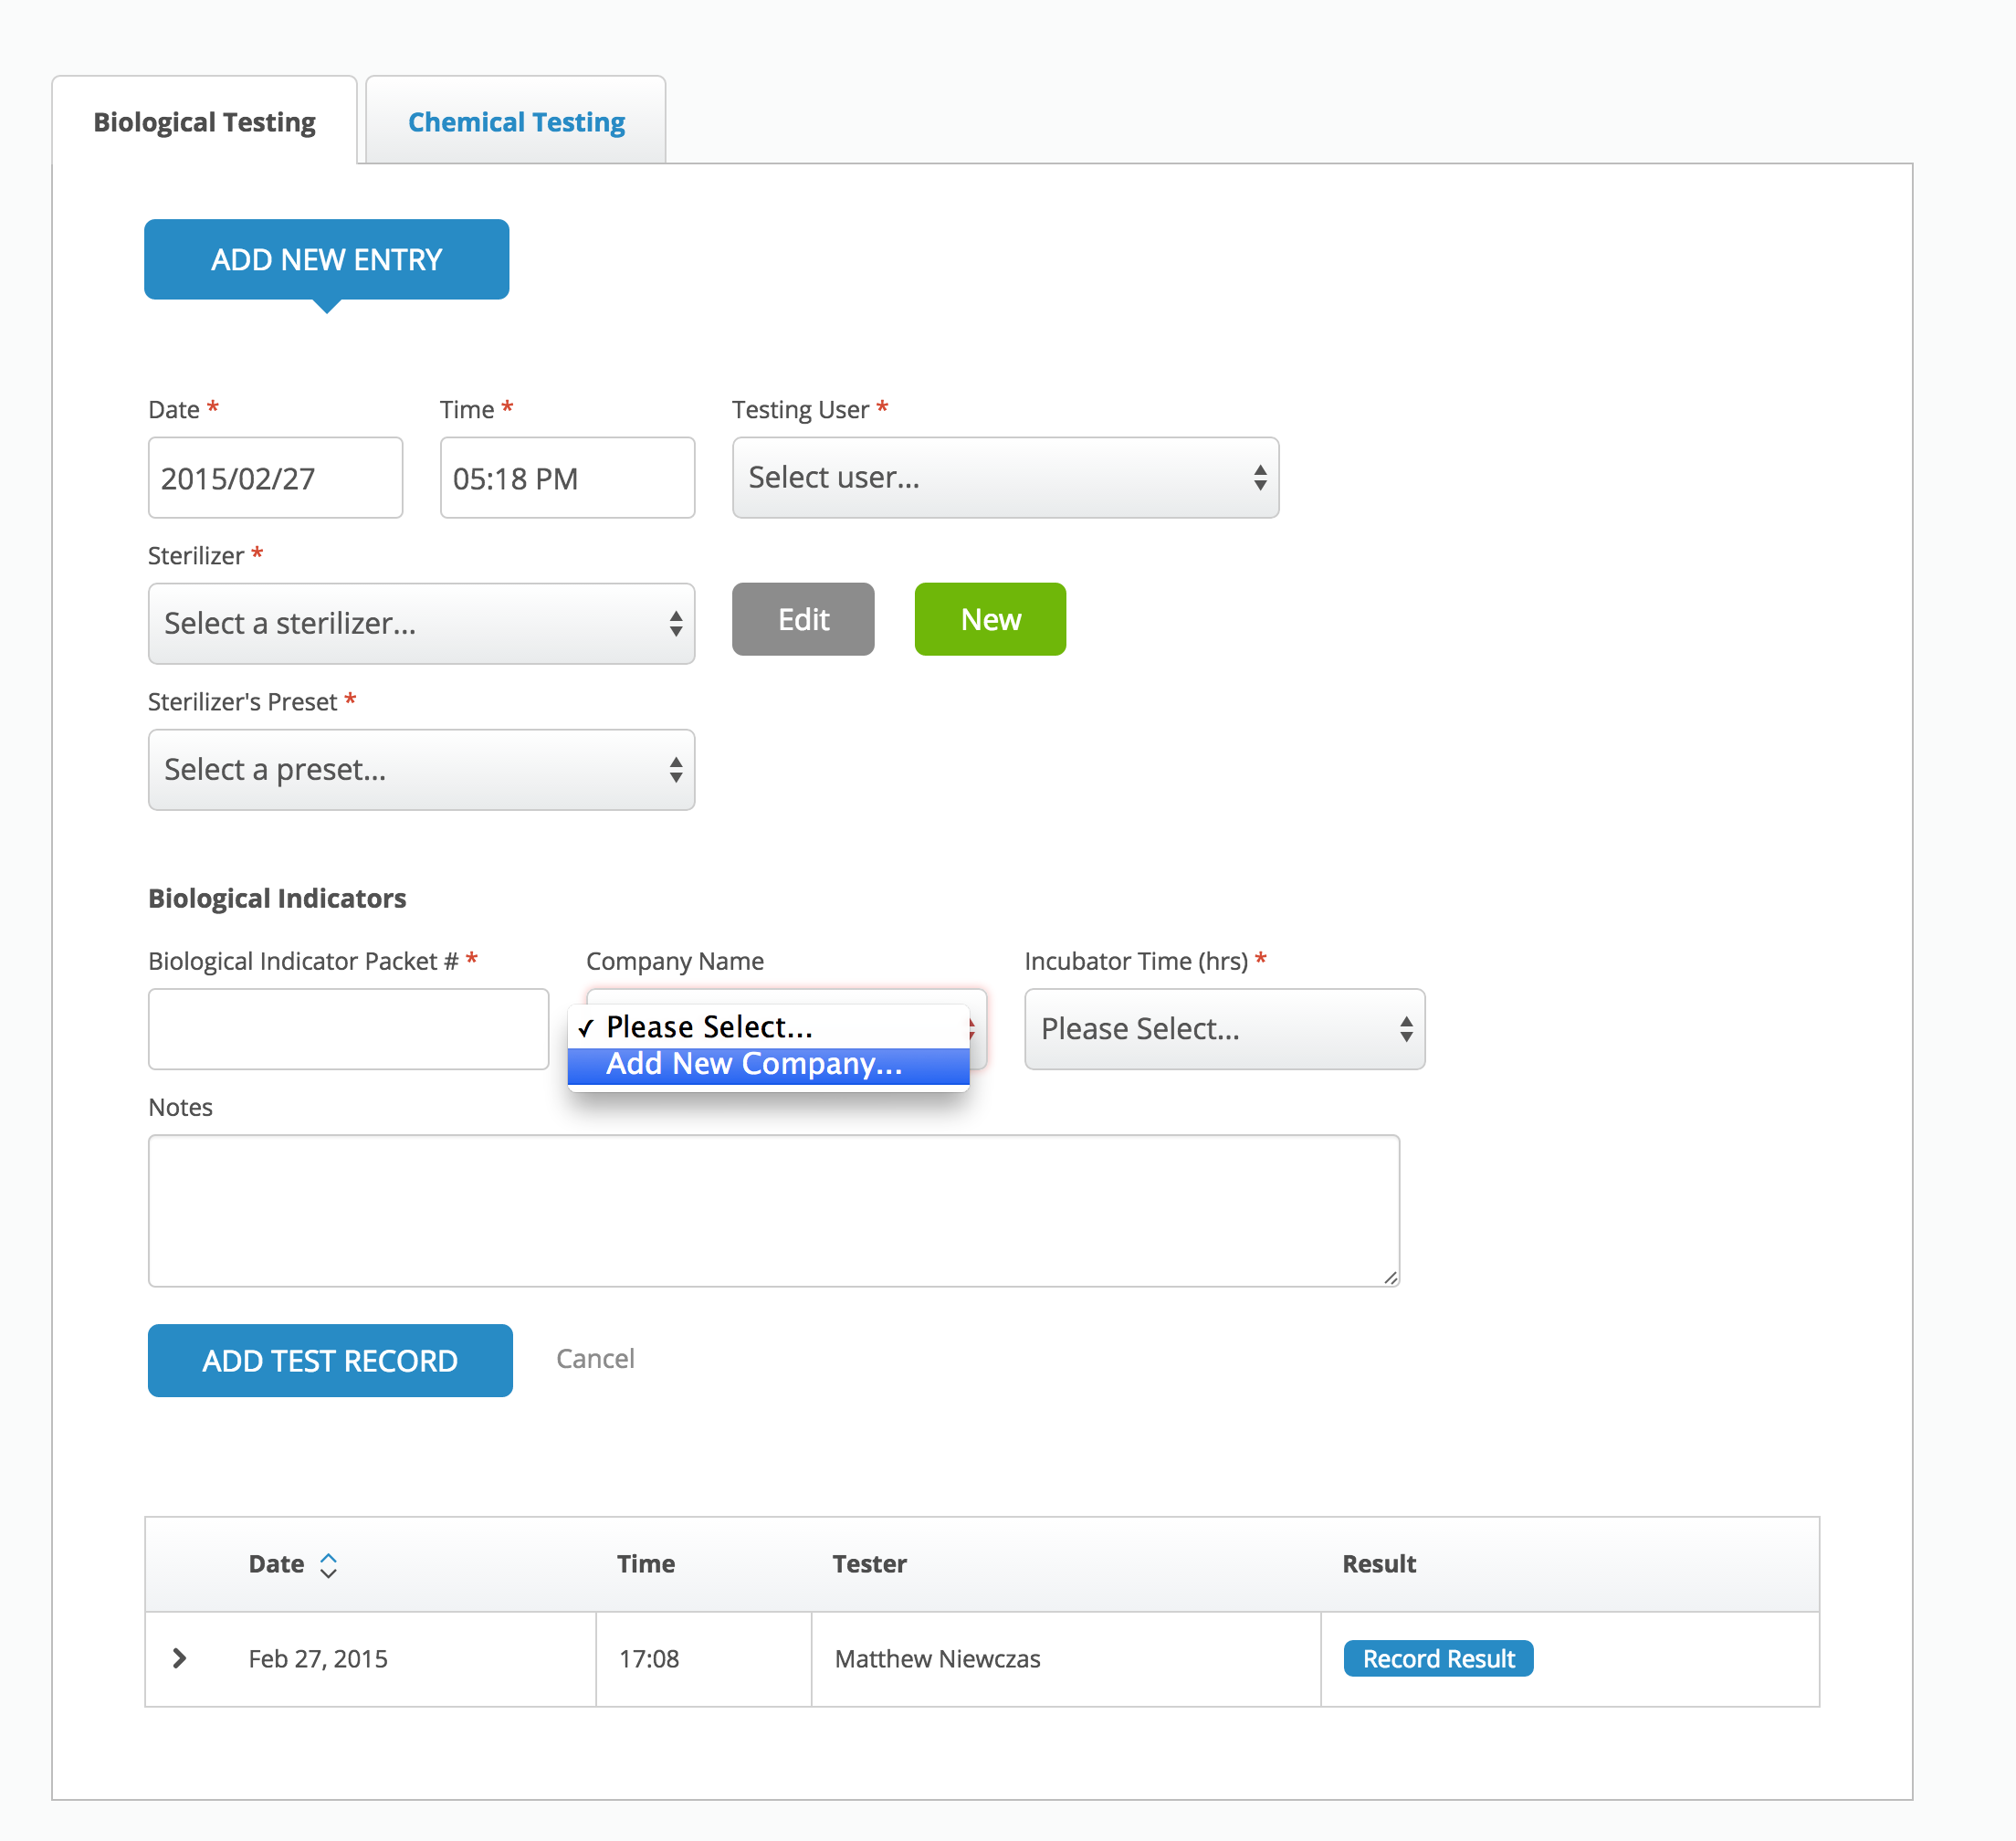 Biological Testing Chemical Testing
ADD NEW ENTRY
Date * Time * Testing User *
2015/02/27 05:18 PM Select user...
Sterilizer *
Select a sterilizer... Edit New
Sterilizer's Preset *
Select a preset...
Biological Indicators
Biological Indicator Packet # * Company Name Incubator Time (hrs) *
✓ Please Select... Please Select...
Add New Company...
Notes
ADD TEST RECORD Cancel
Date Time Tester Result
Feb 27, 2015 17:08 Matthew Niewczas Record Result